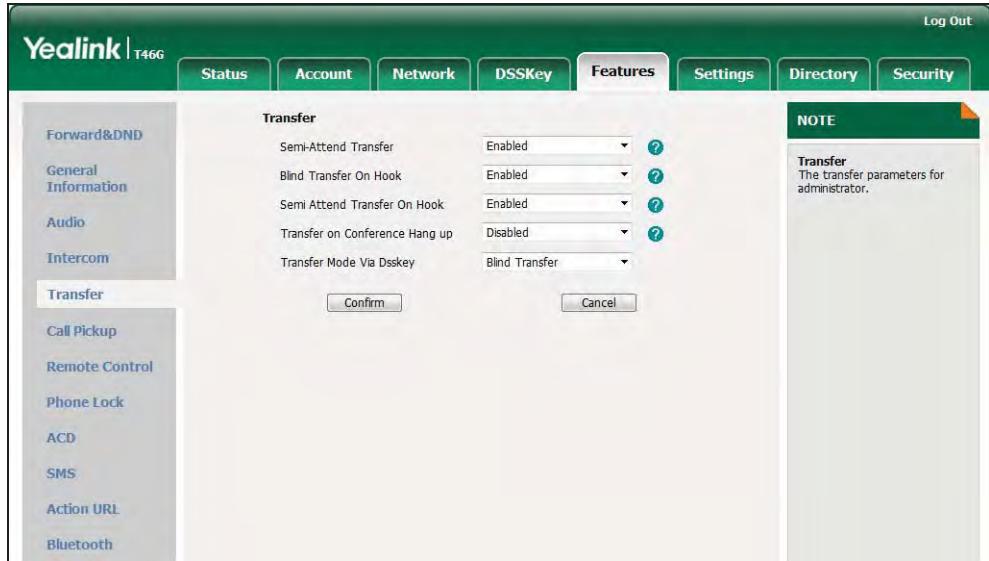 Log Out
Yealink T46G
Status Account Network DSSKey Features Settings Directory Security
Forward&DND
General
Information
Audio
Intercom
Transfer
Call Pickup
Remote Control
Phone Lock
ACD
SMS
Action URL
Bluetooth
Transfer
Semi-Attend Transfer Enabled ?
Blind Transfer On Hook Enabled ?
Semi Attend Transfer On Hook Enabled ?
Transfer on Conference Hang up Disabled ?
Transfer Mode Via Dsskey Blind Transfer
Confirm Cancel
NOTE
Transfer
The transfer parameters for
administrator.